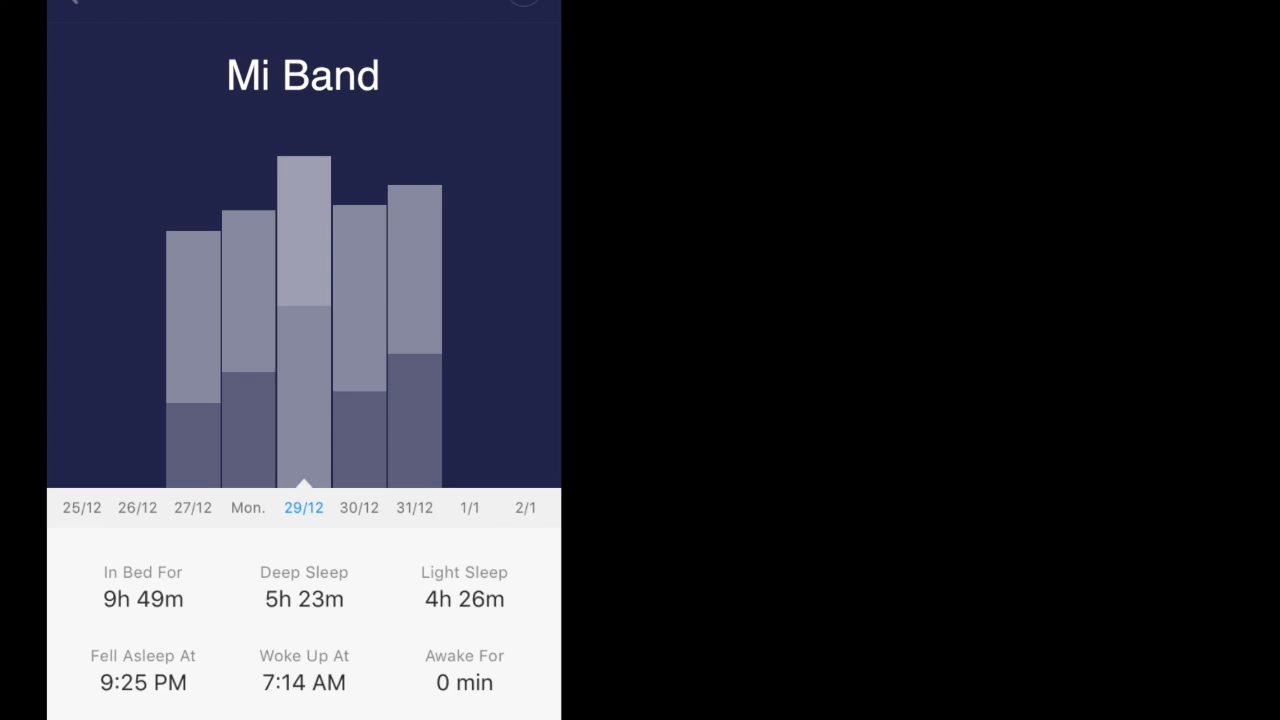 Mi Band
25/12 26/12 27/12 Mon. 29/12 30/12 31/12 1/1 2/1
In Bed For Deep Sleep Light Sleep
9h 49m 5h 23m 4h 26m
Fell Asleep At Woke Up At Awake For
9:25 PM 7:14 AM 0 min